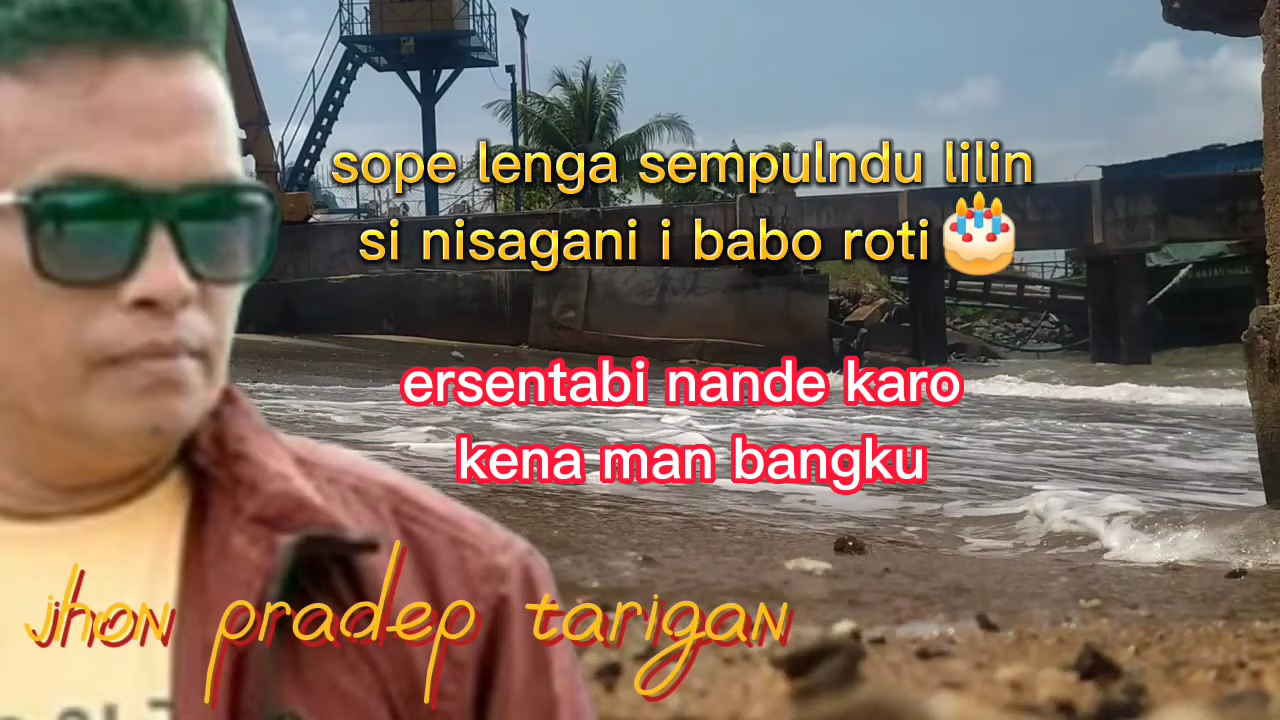 sope lenga sempulndu lilin
si nisagani i babo roti🎂
ersentabi nande karo
kena man bangku
jhon pradep tarigan